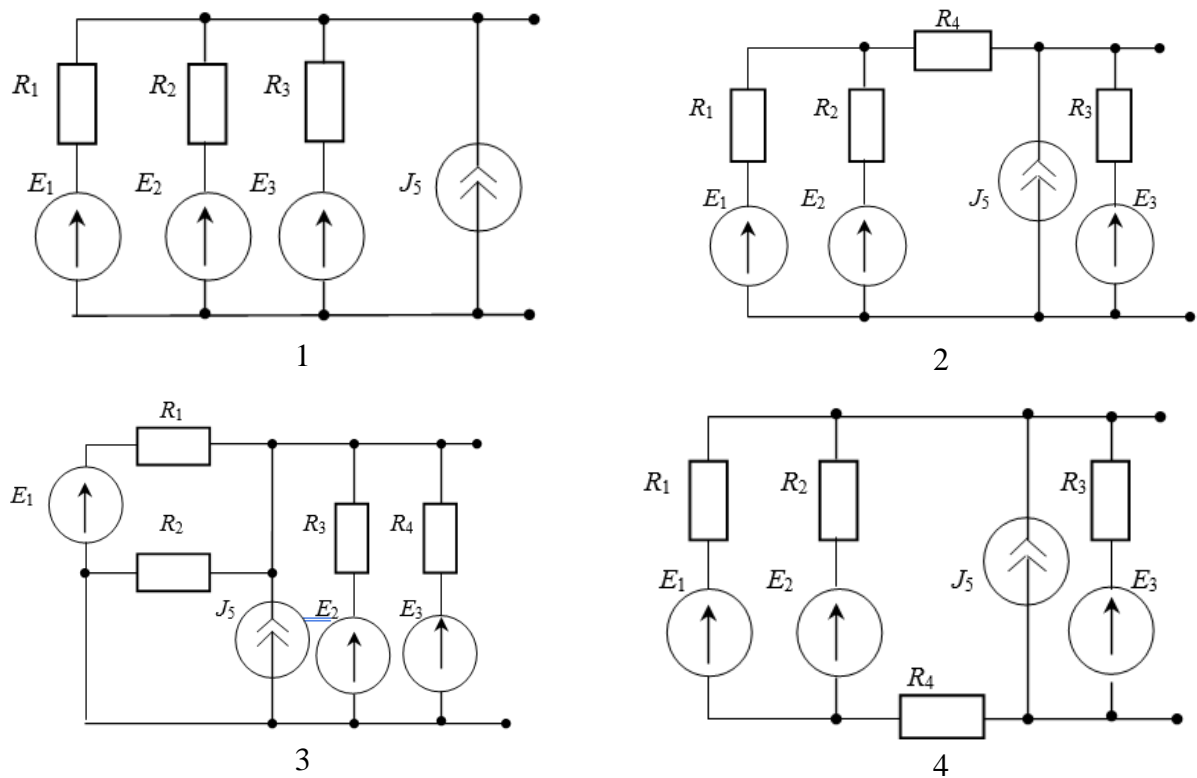 R1 R2 R3
E1 E2 E3 J5
1
R4
R1 R2 R3
E1 E2 J5 E3
2
R1
E1
R2 R3 R4
J5 E2 E3
3
R1 R2 R3
E1 E2 J5 E3
R4
4